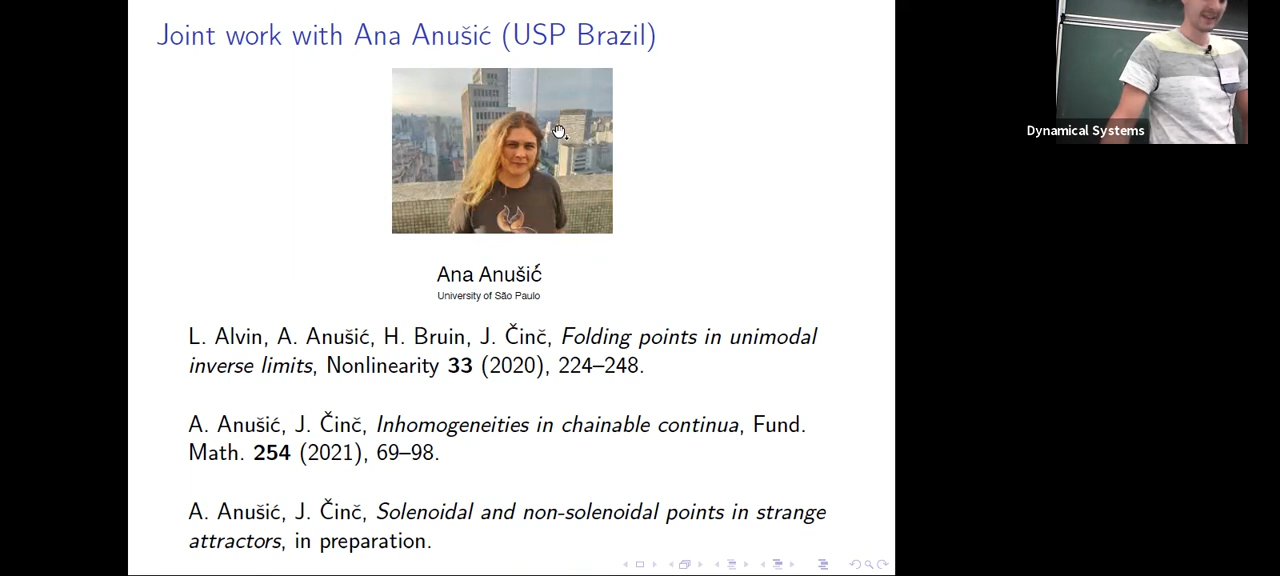 Joint work with Ana Anušić (USP Brazil)
Dynamical Systems
Ana Anušić
University of São Paulo
L. Alvin, A. Anušić, H. Bruin, J. Činč, Folding points in unimodal
inverse limits, Nonlinearity 33 (2020), 224–248.
A. Anušić, J. Činč, Inhomogeneities in chainable continua, Fund.
Math. 254 (2021), 69–98.
A. Anušić, J. Činč, Solenoidal and non-solenoidal points in strange
attractors, in preparation.